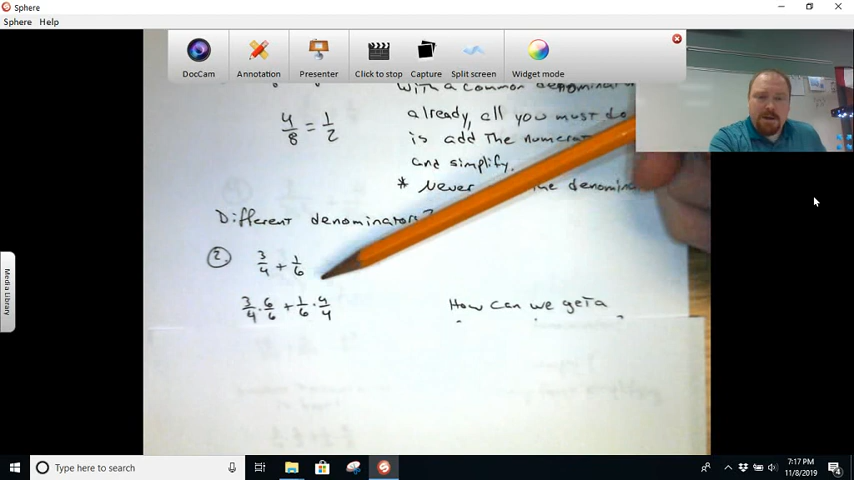 Sphere
Sphere Help
DocCam
Annotation
Presenter
Click to stop
Capture
Split screen
Widget mode
with a common
already, all you must do
is add the
and simplify.
* Never the
4/8 = 1/2
Different denominators?
2. 3/4 + 1/6
3/4 · 6/6 + 1/6 · 4/4
How can we get a
Media Library
Type here to search
7:17 PM
11/8/2019
4